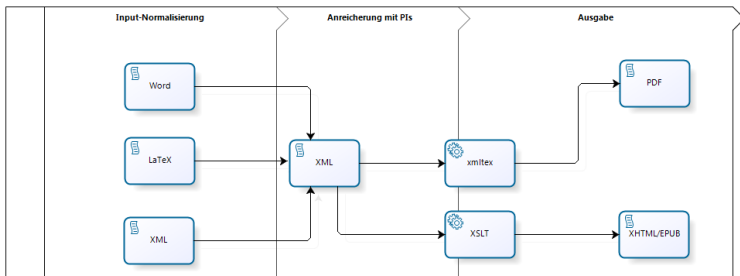 Input-Normalisierung
Anreicherung mit PIs
Ausgabe
Word
PDF
LaTeX
XML
xmltex
XML
XSLT
XHTML/EPUB